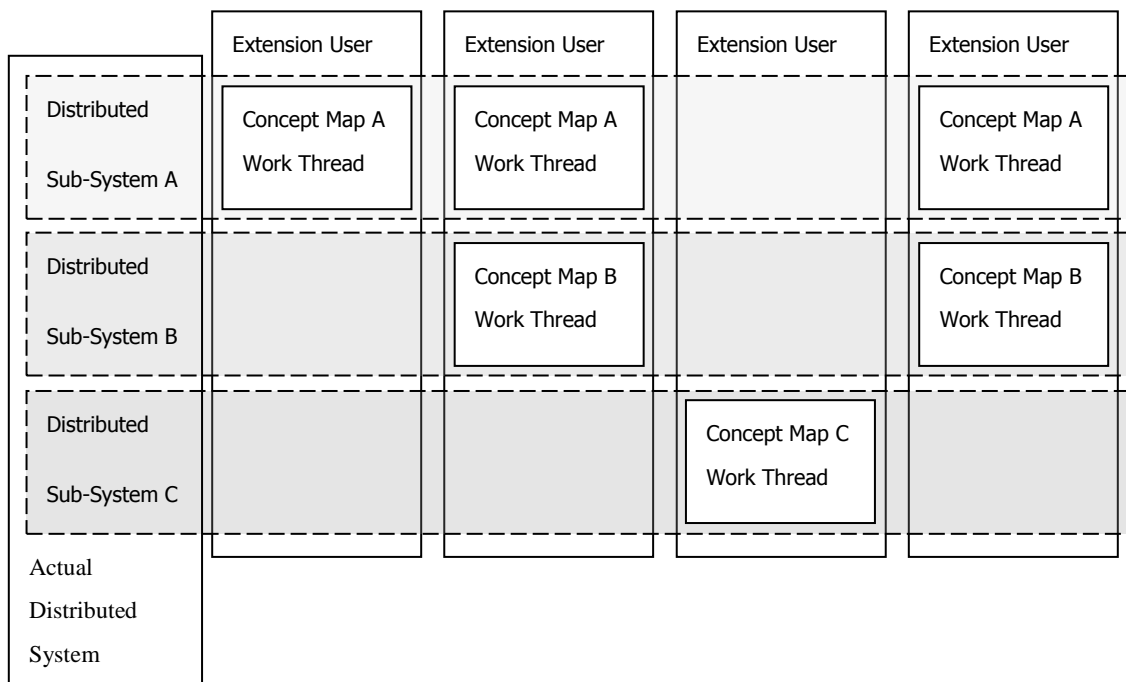 Extension User
Extension User
Extension User
Extension User
Distributed
Sub-System A
Concept Map A
Work Thread
Concept Map A
Work Thread
Concept Map A
Work Thread
Distributed
Sub-System B
Concept Map B
Work Thread
Concept Map B
Work Thread
Distributed
Sub-System C
Concept Map C
Work Thread
Actual
Distributed
System